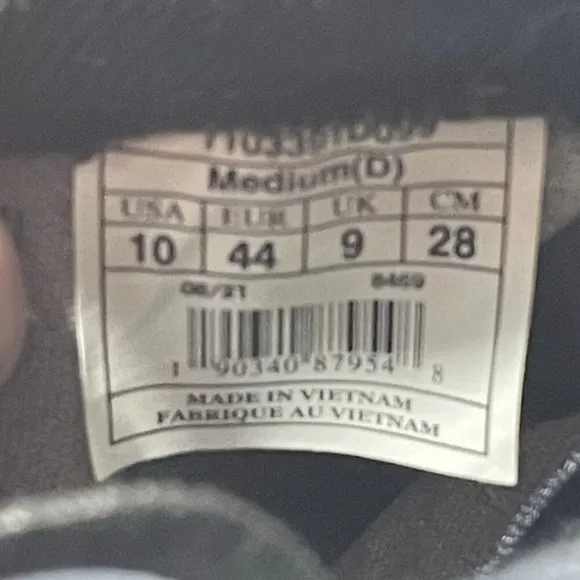 Medium(D)
USA EUR UK CM
10 44 9 28
06/21 8469
1 90340 87954 8
MADE IN VIETNAM
FABRIQUE AU VIETNAM